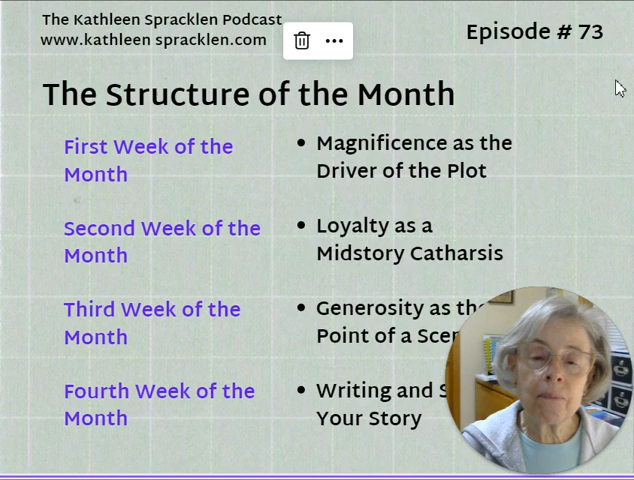 The Kathleen Spracklen Podcast
www.kathleen spracklen.com
Episode # 73
The Structure of the Month
First Week of the
Month
• Magnificence as the
Driver of the Plot
Second Week of the
Month
• Loyalty as a
Midstory Catharsis
Third Week of the
Month
• Generosity as the
Point of a
Fourth Week of the
Month
• Writing and
Your Story